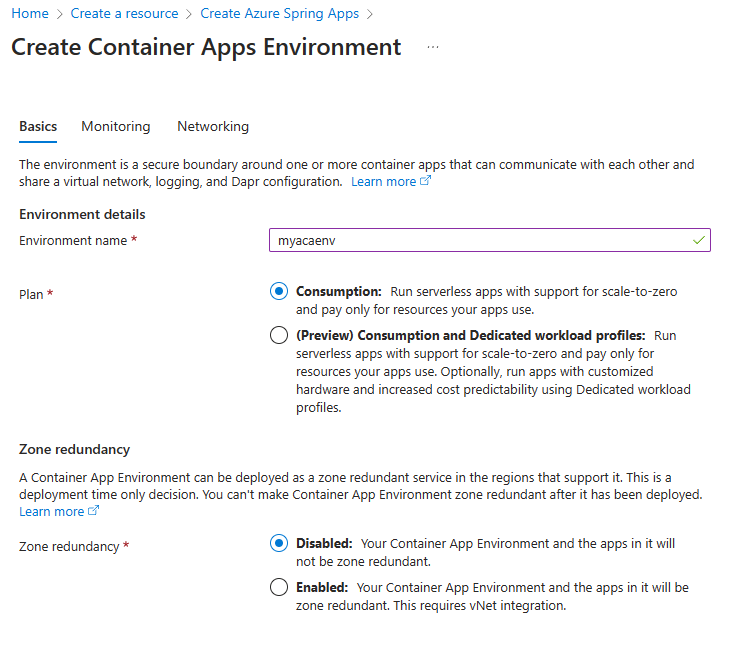 Home > Create a resource > Create Azure Spring Apps >
Create Container Apps Environment ...
Basics Monitoring Networking
The environment is a secure boundary around one or more container apps that can communicate with each other and
share a virtual network, logging, and Dapr configuration. Learn more
Environment details
Environment name * myacaenv
Plan * Consumption: Run serverless apps with support for scale-to-zero
and pay only for resources your apps use.
(Preview) Consumption and Dedicated workload profiles: Run
serverless apps with support for scale-to-zero and pay only for
resources your apps use. Optionally, run apps with customized
hardware and increased cost predictability using Dedicated workload
profiles.
Zone redundancy
A Container App Environment can be deployed as a zone redundant service in the regions that support it. This is a
deployment time only decision. You can't make Container App Environment zone redundant after it has been deployed.
Learn more
Zone redundancy * Disabled: Your Container App Environment and the apps in it will
not be zone redundant.
Enabled: Your Container App Environment and the apps in it will be
zone redundant. This requires vNet integration.